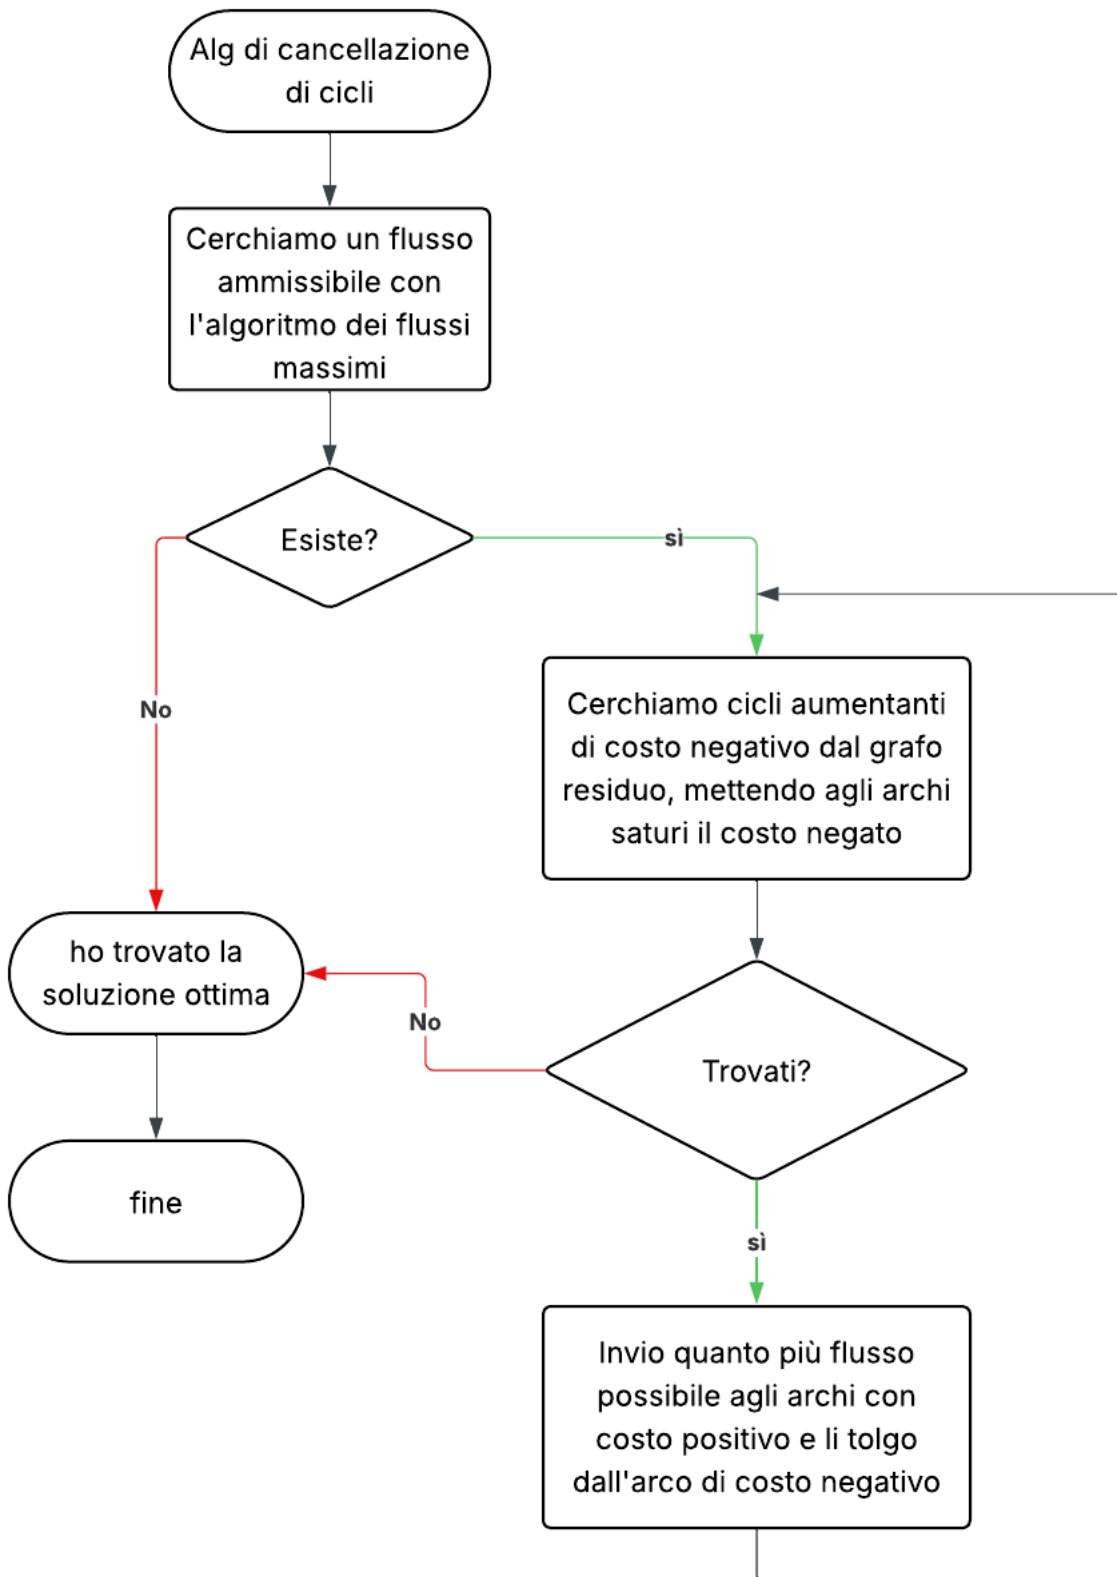 Alg di cancellazione
di cicli
Cerchiamo un flusso
ammissibile con
l'algoritmo dei flussi
massimi
Esiste?
sì
No
Cerchiamo cicli aumentanti
di costo negativo dal grafo
residuo, mettendo agli archi
saturi il costo negato
ho trovato la
soluzione ottima
No
Trovati?
fine
sì
Invio quanto più flusso
possibile agli archi con
costo positivo e li tolgo
dall'arco di costo negativo